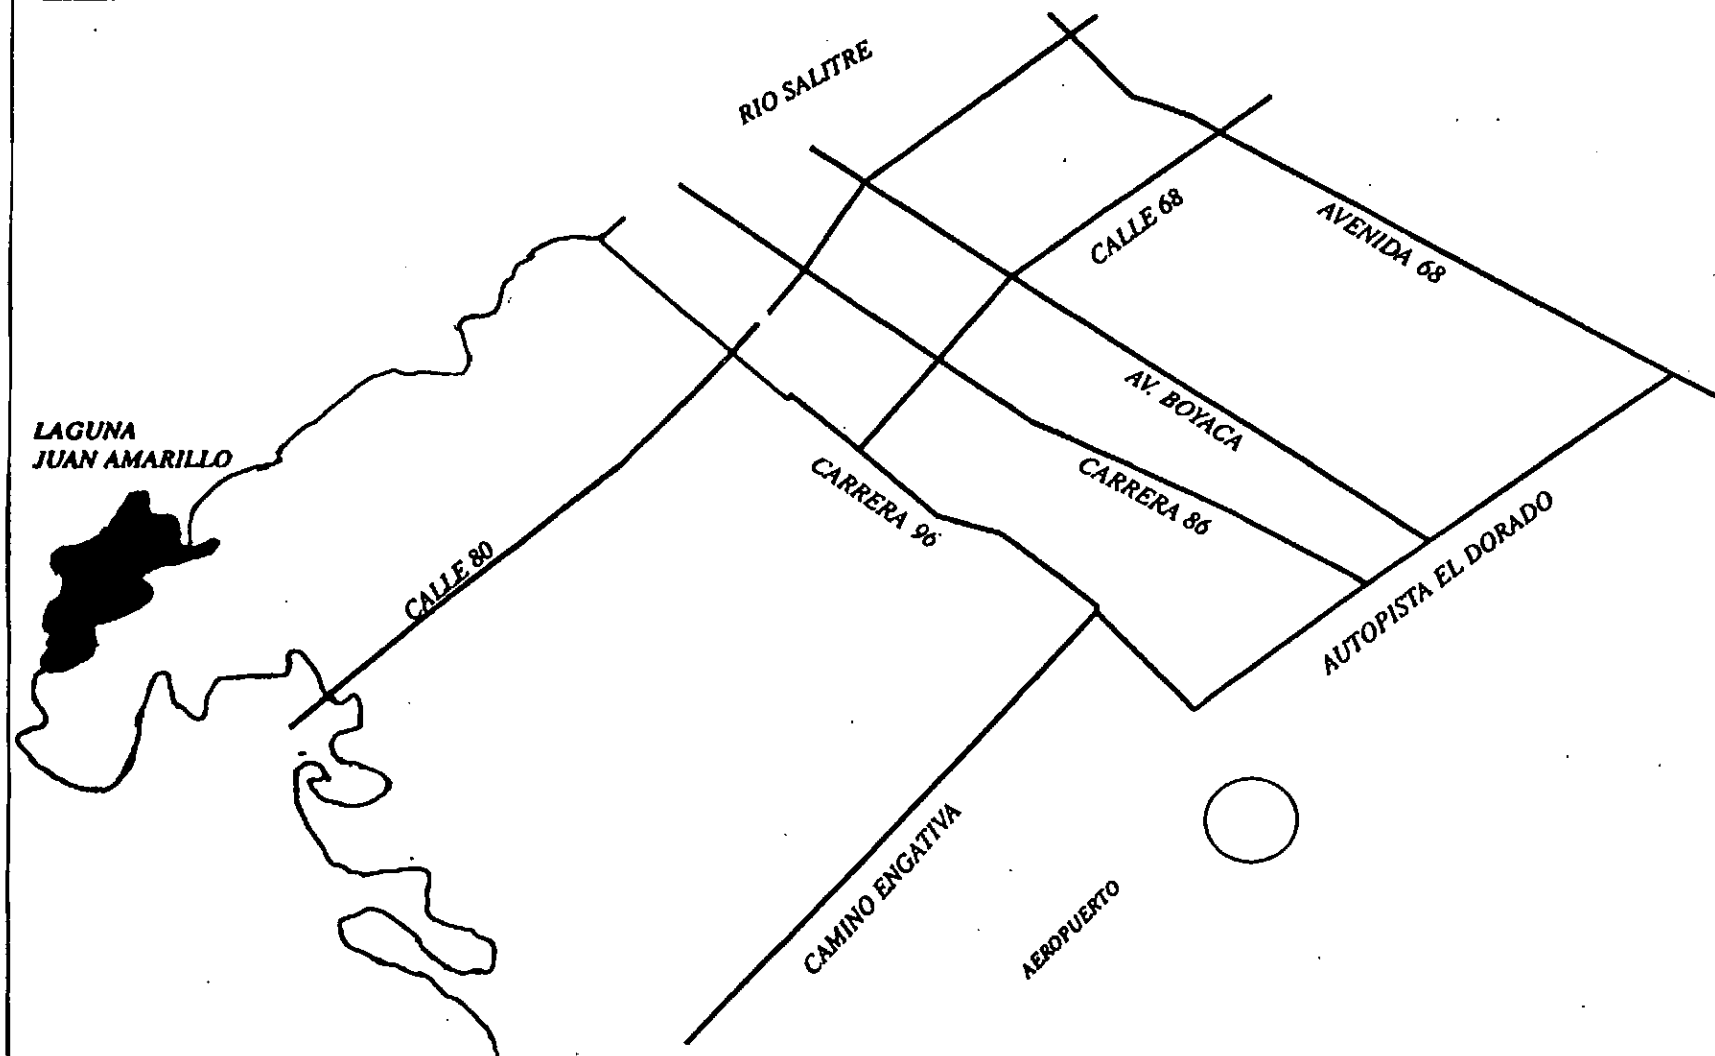 RIO SALITRE
CALLE 68
AVENIDA 68
AV. BOYACA
LAGUNA
JUAN AMARILLO
CARRERA 96
CARRERA 86
CALLE 80
AUTOPISTA EL DORADO
CAMINO ENGATIVA
AEROPUERTO